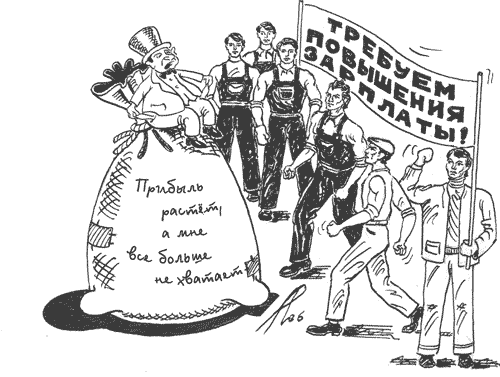 ТРЕБУЕМ
ПОВЫШЕНИЯ
ЗАРПЛАТЫ!
Прибыль
растёт,
а мне
все больше
не хватает